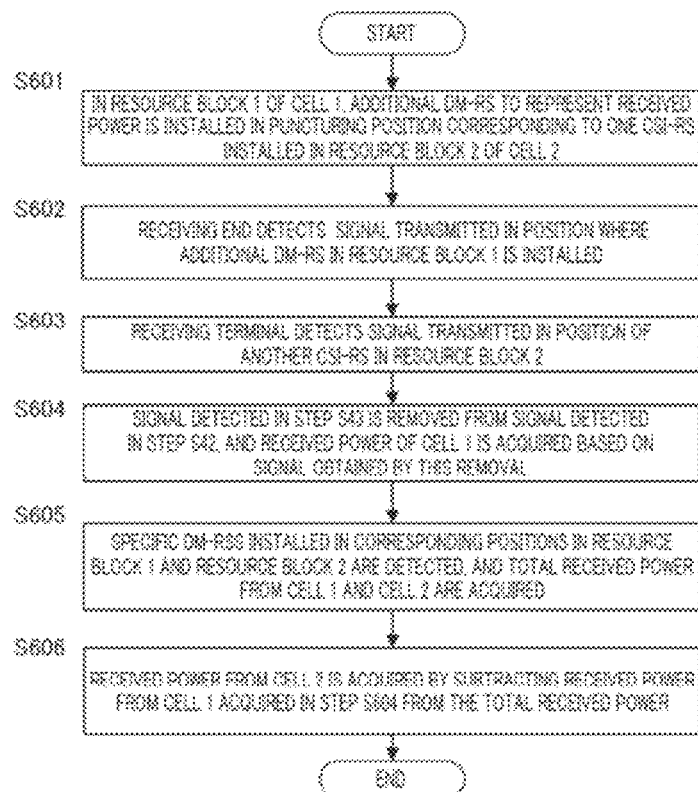 START
S601
IN RESOURCE BLOCK 1 OF CELL 1, ADDITIONAL DM-RS TO REPRESENT RECEIVED
POWER IS INSTALLED IN PUNCTURING POSITION CORRESPONDING TO ONE CSI-RS
INSTALLED IN RESOURCE BLOCK 2 OF CELL 2
S602
RECEIVING END DETECTS SIGNAL TRANSMITTED IN POSITION WHERE
ADDITIONAL DM-RS IN RESOURCE BLOCK 1 IS INSTALLED
S603
RECEIVING TERMINAL DETECTS SIGNAL TRANSMITTED IN POSITION OF
ANOTHER CSI-RS IN RESOURCE BLOCK 2
S604
SIGNAL DETECTED IN STEP S43 IS REMOVED FROM SIGNAL DETECTED
IN STEP S42, AND RECEIVED POWER OF CELL 1 IS ACQUIRED BASED ON
SIGNAL OBTAINED BY THIS REMOVAL
S605
SPECIFIC DM-RSS INSTALLED IN CORRESPONDING POSITIONS IN RESOURCE
BLOCK 1 AND RESOURCE BLOCK 2 ARE DETECTED, AND TOTAL RECEIVED POWER
FROM CELL 1 AND CELL 2 ARE ACQUIRED
S606
RECEIVED POWER FROM CELL IS ACQUIRED BY SUBTRACTING RECEIVED POWER
FROM CELL 1 ACQUIRED IN STEP S604 FROM THE TOTAL RECEIVED POWER
END